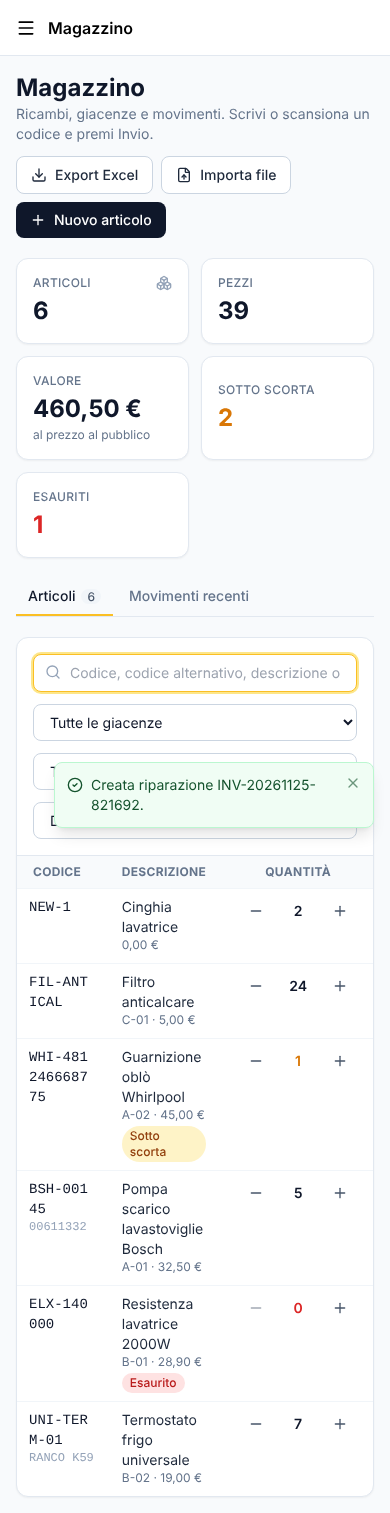 Magazzino
Magazzino
Ricambi, giacenze e movimenti. Scrivi o scansiona un
codice e premi Invio.
Export Excel
Importa file
Nuovo articolo
ARTICOLI
6
PEZZI
39
VALORE
460,50 €
al prezzo al pubblico
SOTTO SCORTA
2
ESAURITI
1
Articoli 6
Movimenti recenti
Codice, codice alternativo, descrizione o
Tutte le giacenze
Creata riparazione INV-20261125-
821692.
CODICE DESCRIZIONE QUANTITÀ
NEW-1
Cinghia
lavatrice
0,00 €
2
FIL-ANT
ICAL
Filtro
anticalcare
C-01 · 5,00 €
24
WHI-481
2466687
75
Guarnizione
oblò
Whirlpool
A-02 · 45,00 €
Sotto
scorta
1
BSH-001
45
00611332
Pompa
scarico
lavastoviglie
Bosch
A-01 · 32,50 €
5
ELX-140
000
Resistenza
lavatrice
2000W
B-01 · 28,90 €
Esaurito
0
UNI-TER
M-01
RANCO K59
Termostato
frigo
universale
B-02 · 19,00 €
7